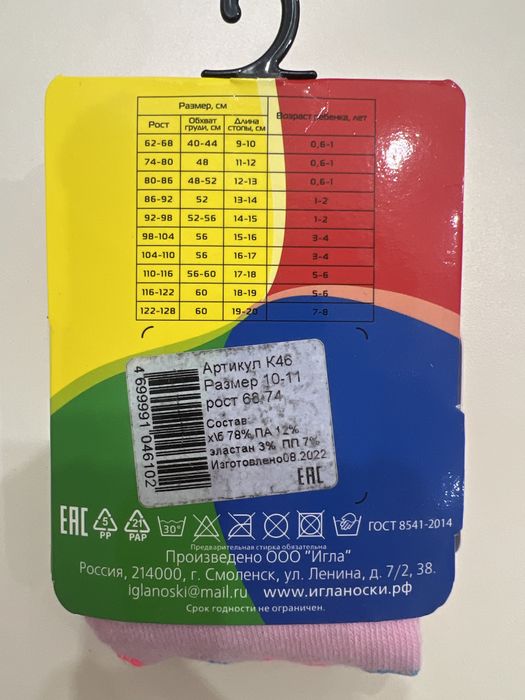 Размер, см
Возраст ребенка, лет
Рост Обхват груди, см Длина стопы, см
62-68 40-44 9-10 0,6-1
74-80 48 11-12 0,6-1
80-86 48-52 12-13 0,6-1
86-92 52 13-14 1-2
92-98 52-56 14-15 1-2
98-104 56 15-16 3-4
104-110 56 16-17 3-4
110-116 56-60 17-18 5-6
116-122 60 18-19 5-6
122-128 60 19-20 7-8
4 699991 046102
Артикул К46
Размер 10-11
рост 68,74
Состав:
х\б 78% ПА 12%
эластан 3% ПП 7%
Изготовлено08.2022
ЕАС
ЕАС 5 PP 21 PAP 30° ГОСТ 8541-2014
Предварительная стирка обязательна
Произведено ООО "Игла"
Россия, 214000, г. Смоленск, ул. Ленина, д. 7/2, 38.
iglanoski@mail.ru www.иглаНоски.рф
Срок годности не ограничен.